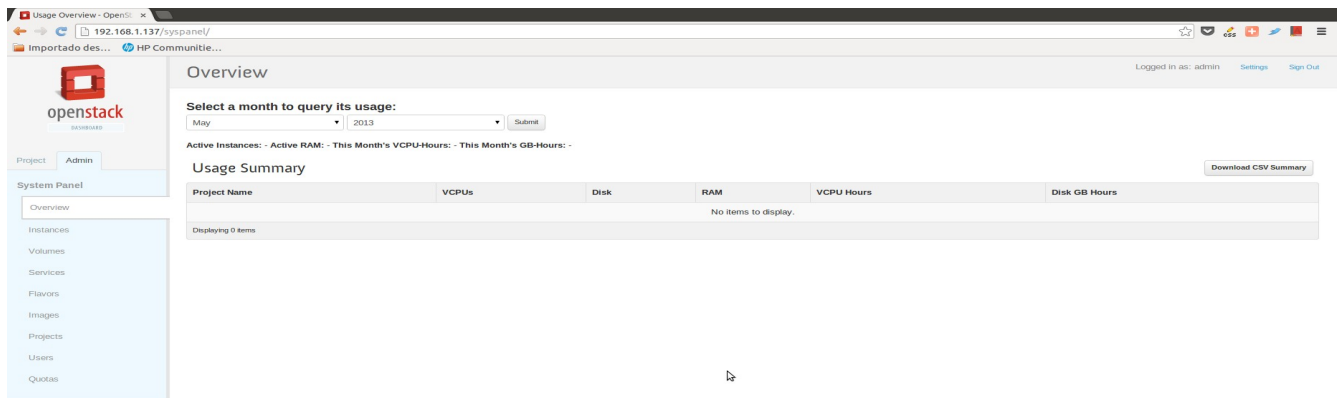 Usage Overview - OpenS
192.168.1.137/syspanel/
css
Importado des... HP Communitie...
openstack
DASHBOARD
Project Admin
System Panel
Overview
Instances
Volumes
Services
Flavors
Images
Projects
Users
Quotas
Overview
Logged in as: admin Settings Sign Out
Select a month to query its usage:
May 2013 Submit
Active Instances: - Active RAM: - This Month's VCPU-Hours: - This Month's GB-Hours: -
Usage Summary
Download CSV Summary
Project Name VCPUs Disk RAM VCPU Hours Disk GB Hours
No items to display.
Displaying 0 items